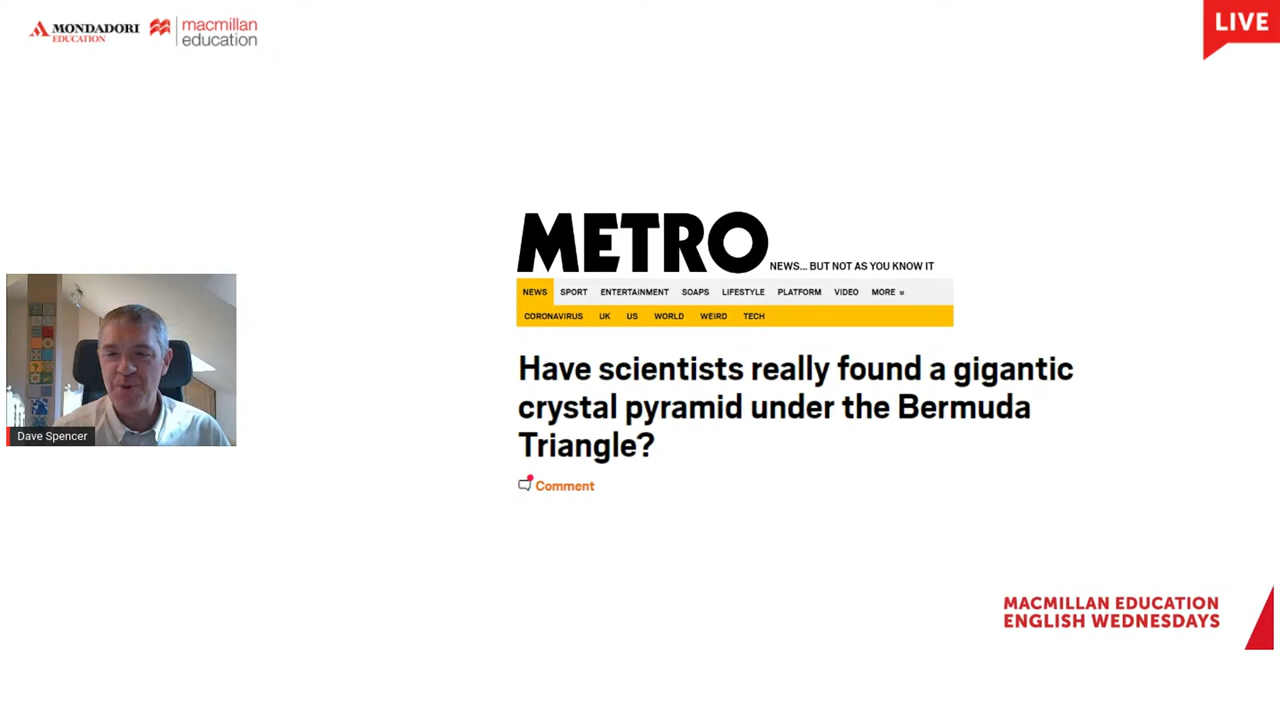 MONDADORI
EDUCATION
macmillan
education
LIVE
METRO
NEWS... BUT NOT AS YOU KNOW IT
NEWS SPORT ENTERTAINMENT SOAPS LIFESTYLE PLATFORM VIDEO MORE
CORONAVIRUS UK US WORLD WEIRD TECH
Have scientists really found a gigantic
crystal pyramid under the Bermuda
Triangle?
Comment
Dave Spencer
MACMILLAN EDUCATION
ENGLISH WEDNESDAYS